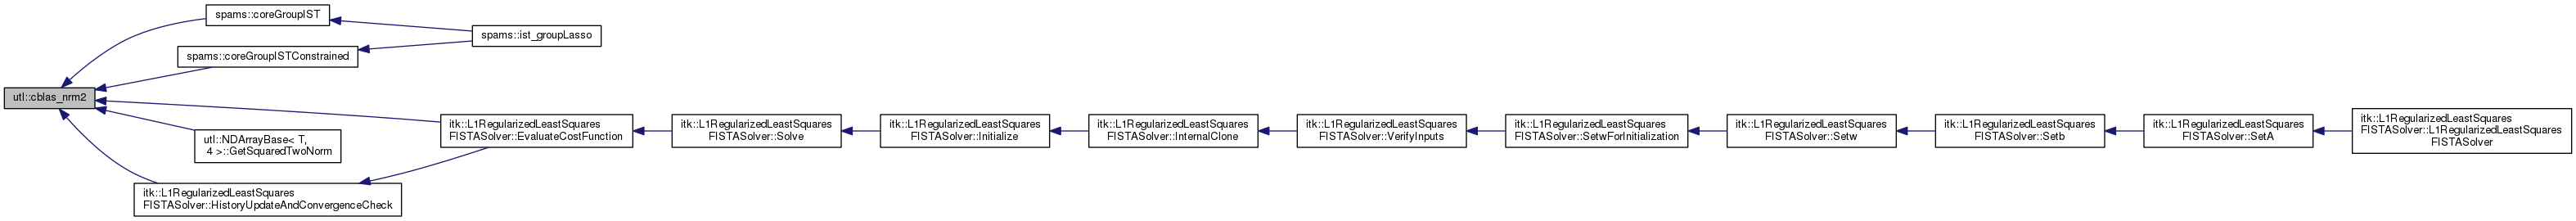 spams::coreGroupIST
spams::ist_groupLasso
spams::coreGroupISTConstrained
utl::cblas_nrm2
itk::L1RegularizedLeastSquares
FISTASolver::EvaluateCostFunction
itk::L1RegularizedLeastSquares
FISTASolver::Solve
itk::L1RegularizedLeastSquares
FISTASolver::Initialize
itk::L1RegularizedLeastSquares
FISTASolver::InternalClone
itk::L1RegularizedLeastSquares
FISTASolver::VerifyInputs
itk::L1RegularizedLeastSquares
FISTASolver::SetwForInitialization
itk::L1RegularizedLeastSquares
FISTASolver::Setw
itk::L1RegularizedLeastSquares
FISTASolver::Setb
itk::L1RegularizedLeastSquares
FISTASolver::SetA
itk::L1RegularizedLeastSquares
FISTASolver::L1RegularizedLeastSquares
FISTASolver
utl::NDArrayBase< T,
4 >::GetSquaredTwoNorm
itk::L1RegularizedLeastSquares
FISTASolver::HistoryUpdateAndConvergenceCheck